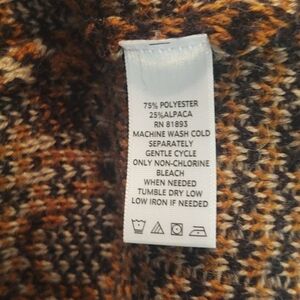 75% POLYESTER
25%ALPACA
RN 81893
MACHINE WASH COLD
SEPARATELY
GENTLE CYCLE
ONLY NON-CHLORINE
BLEACH
WHEN NEEDED
TUMBLE DRY LOW
LOW IRON IF NEEDED